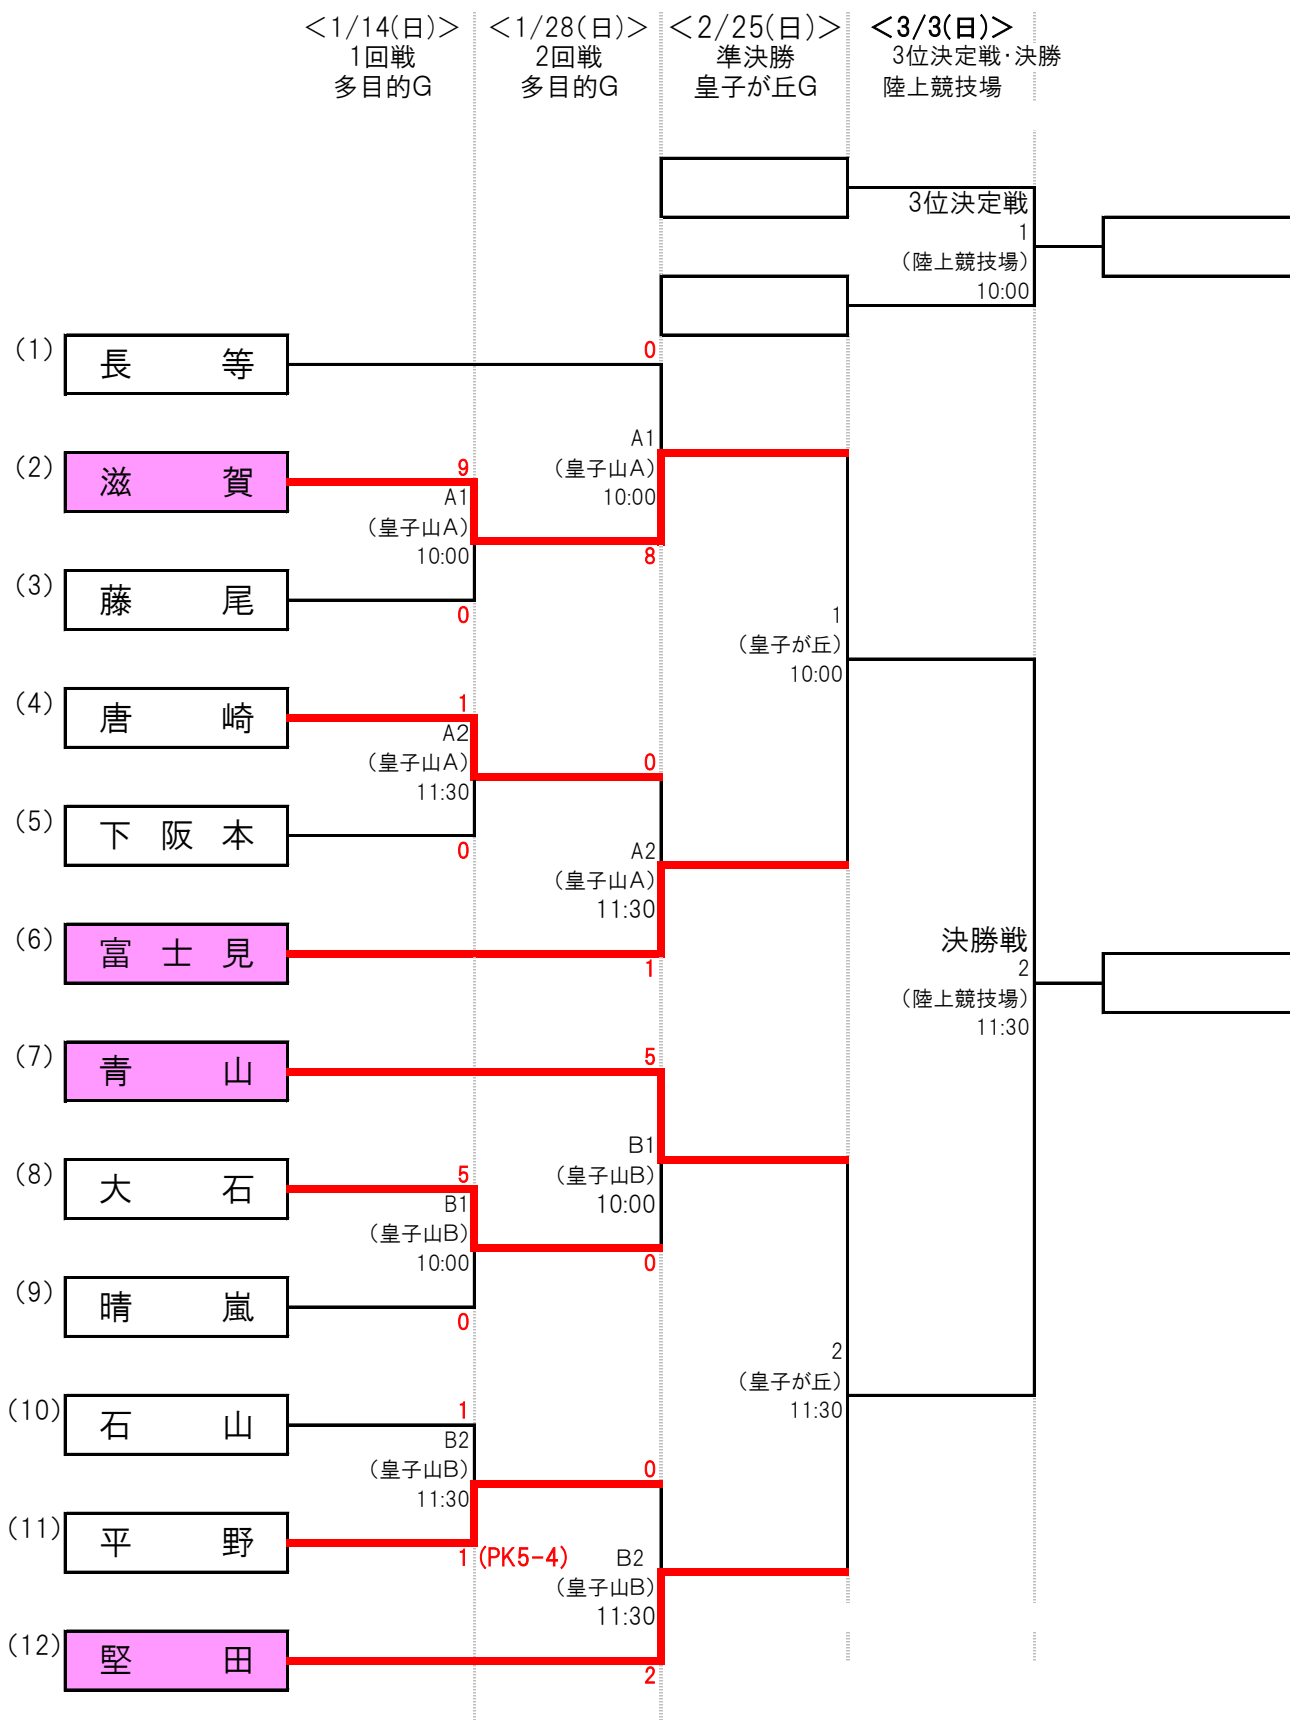 ＜1/14(日)＞ ＜1/28(日)＞ ＜2/25(日)＞ ＜3/3(日)＞
1回戦 2回戦 準決勝 3位決定戦・決勝
多目的G 多目的G 皇子が丘G 陸上競技場
3位決定戦
1
（陸上競技場）
10:00
(1) 長等 0
A1
（皇子山A）
10:00
(2) 滋賀 9
A1
（皇子山A）
10:00
8
(3) 藤尾 0
1
（皇子が丘）
10:00
(4) 唐崎 1
A2
（皇子山A）
11:30
0
(5) 下阪本 0
A2
（皇子山A）
11:30
(6) 富士見 1
決勝戦
2
（陸上競技場）
11:30
(7) 青山 5
B1
（皇子山B）
10:00
(8) 大石 5
B1
（皇子山B）
10:00
0
(9) 晴嵐 0
2
（皇子が丘）
11:30
(10) 石山 1
B2
（皇子山B）
11:30
0
(11) 平野 1 (PK5-4)
B2
（皇子山B）
11:30
(12) 堅田 2